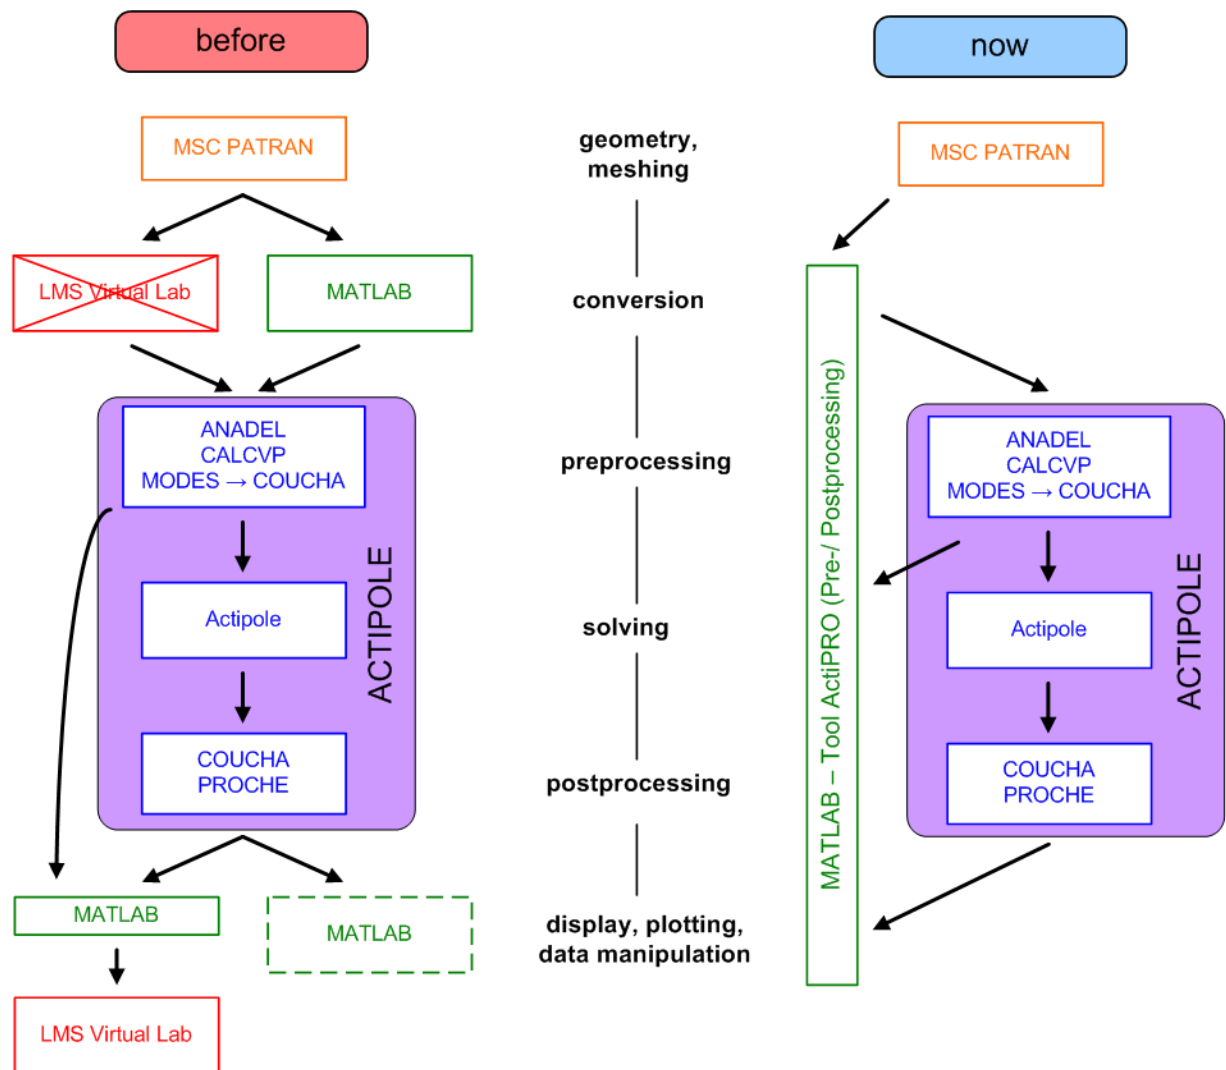 before
now
MSC PATRAN
geometry,
meshing
MSC PATRAN
LMS Virtual Lab
MATLAB
conversion
ANADEL
CALCVP
MODES → COUCHA
preprocessing
ANADEL
CALCVP
MODES → COUCHA
Actipole
solving
Actipole
ACTIPOLE
MATLAB – Tool ActiPRO (Pre-/ Postprocessing)
ACTIPOLE
COUCHA
PROCHE
postprocessing
COUCHA
PROCHE
MATLAB
MATLAB
display, plotting,
data manipulation
LMS Virtual Lab